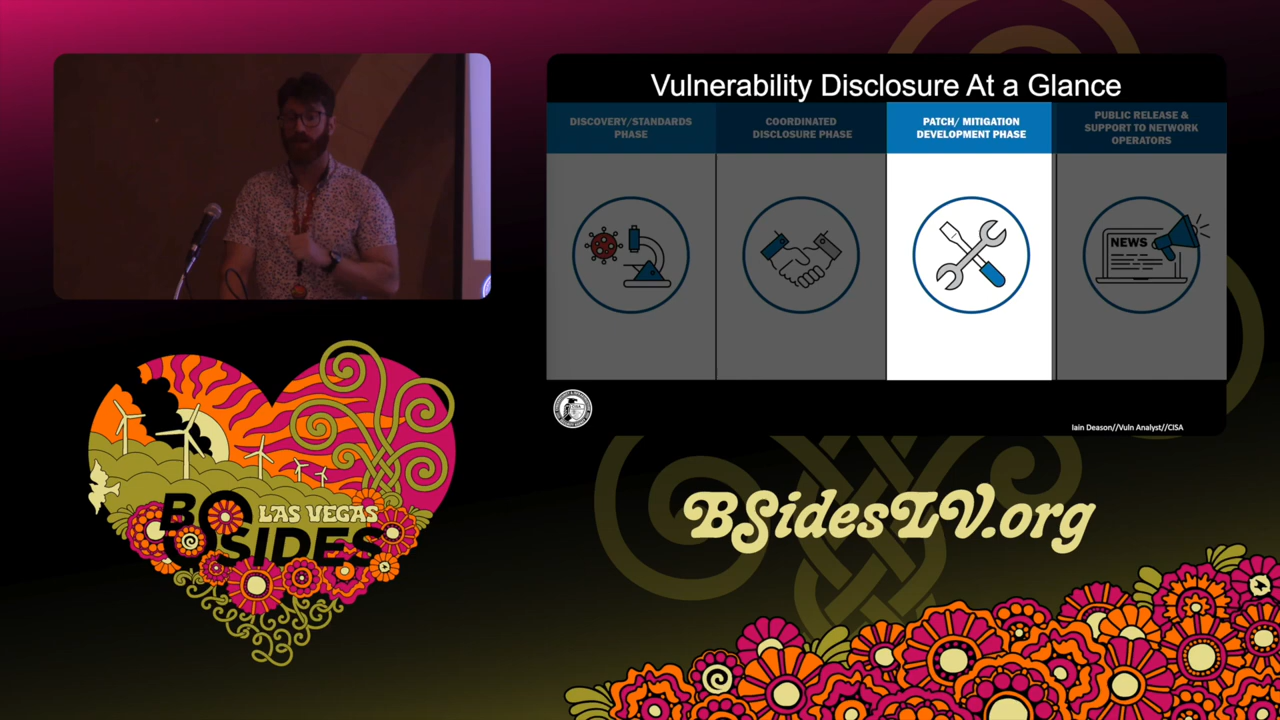 Vulnerability Disclosure At a Glance
DISCOVERY/STANDARDS
PHASE
COORDINATED
DISCLOSURE PHASE
PATCH/ MITIGATION
DEVELOPMENT PHASE
PUBLIC RELEASE &
SUPPORT TO NETWORK
OPERATORS
NEWS
Iain Deason//Vuln Analyst//CISA
LAS VEGAS
BSIDES
BSidesLV.org
23